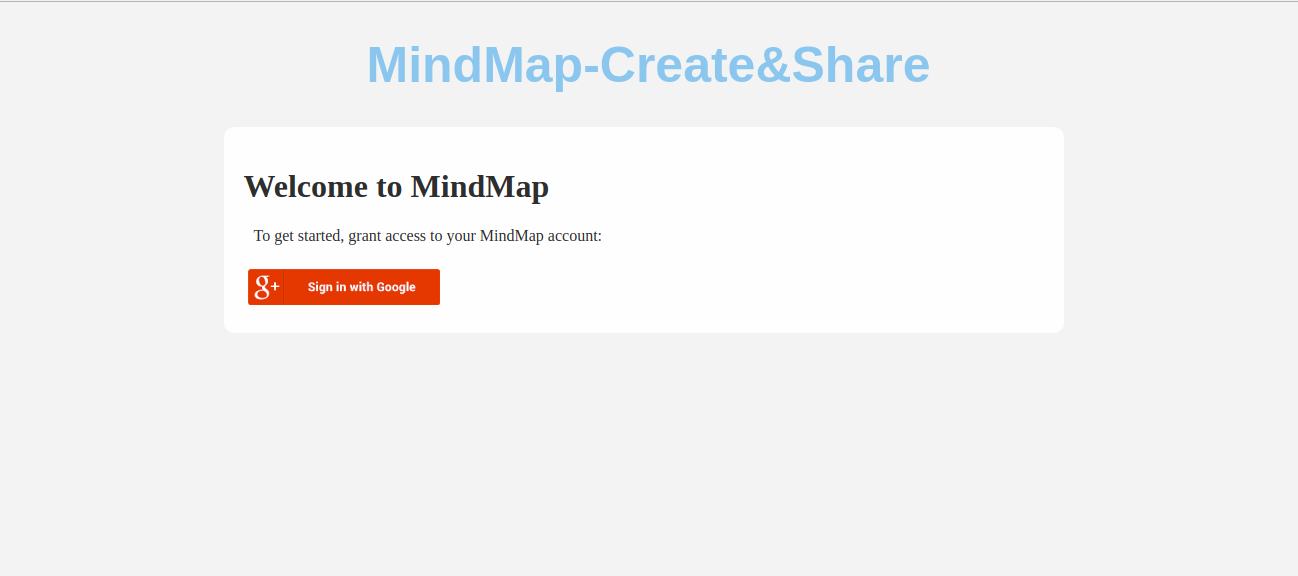 MindMap-Create&Share
Welcome to MindMap
To get started, grant access to your MindMap account:
g+ Sign in with Google